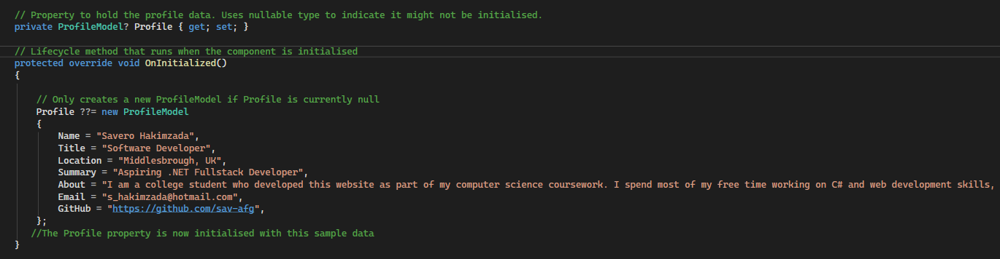 // Property to hold the profile data. Uses nullable type to indicate it might not be initialised.
private ProfileModel? Profile { get; set; }
// Lifecycle method that runs when the component is initialised
protected override void OnInitialized()
{
// Only creates a new ProfileModel if Profile is currently null
Profile ??= new ProfileModel
{
Name = "Savero Hakimzada",
Title = "Software Developer",
Location = "Middlesbrough, UK",
Summary = "Aspiring .NET Fullstack Developer",
About = "I am a college student who developed this website as part of my computer science coursework. I spend most of my free time working on C# and web development skills,
Email = "s_hakimzada@hotmail.com",
GitHub = "https://github.com/sav-afg",
};
//The Profile property is now initialised with this sample data
}